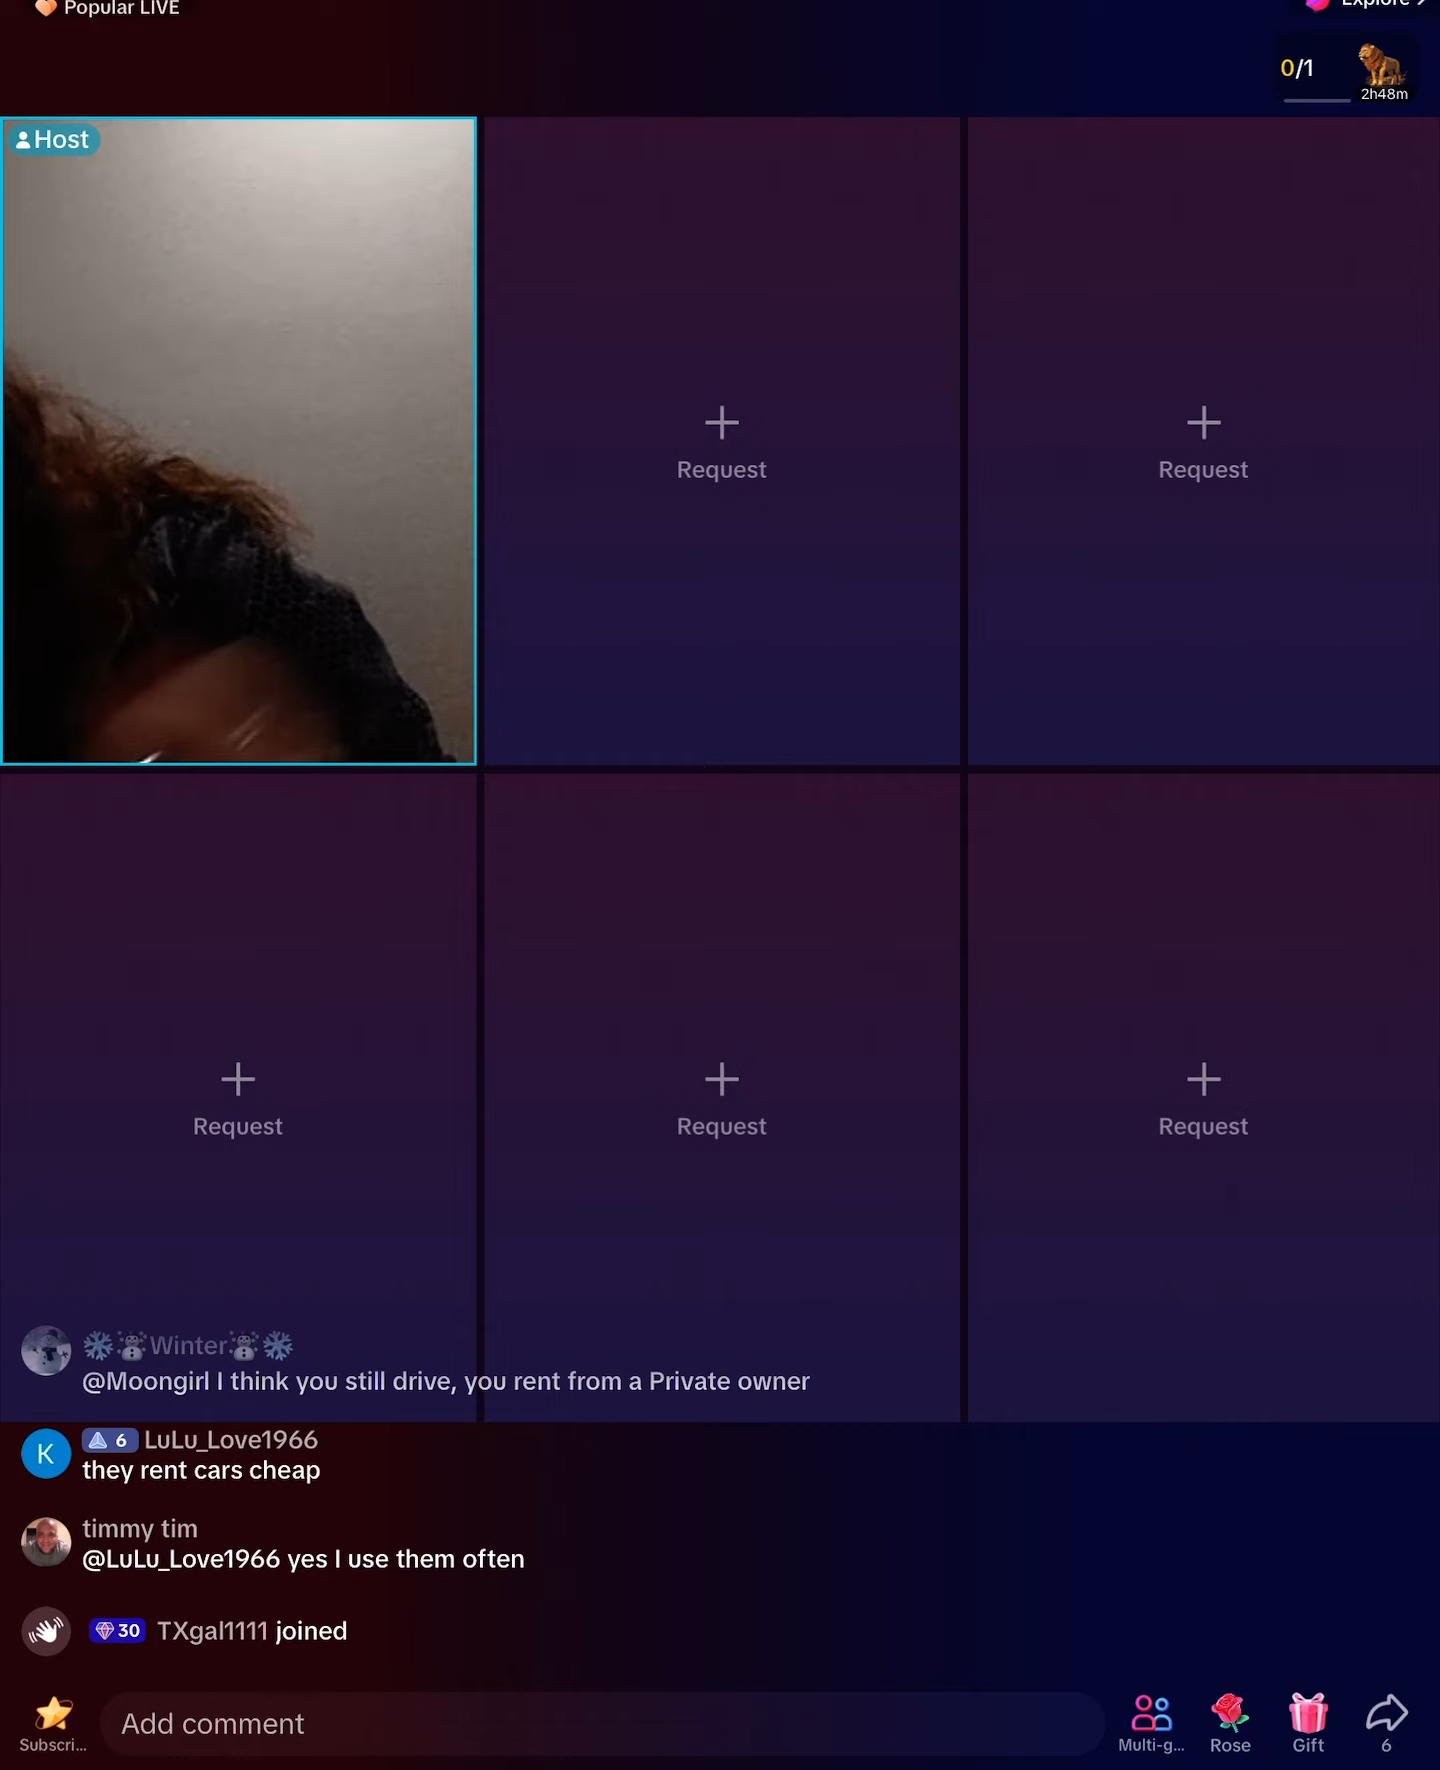 Popular LIVE
Explore
0/1
2h48m
Host
Request
Request
Request
Request
Request
❄️☃️Winter☃️❄️
@Moongirl I think you still drive, you rent from a Private owner
K
6 LuLu_Love1966
they rent cars cheap
timmy tim
@LuLu_Love1966 yes I use them often
30 TXgal1111 joined
Add comment
Subscri...
Multi-g...
Rose
Gift
6